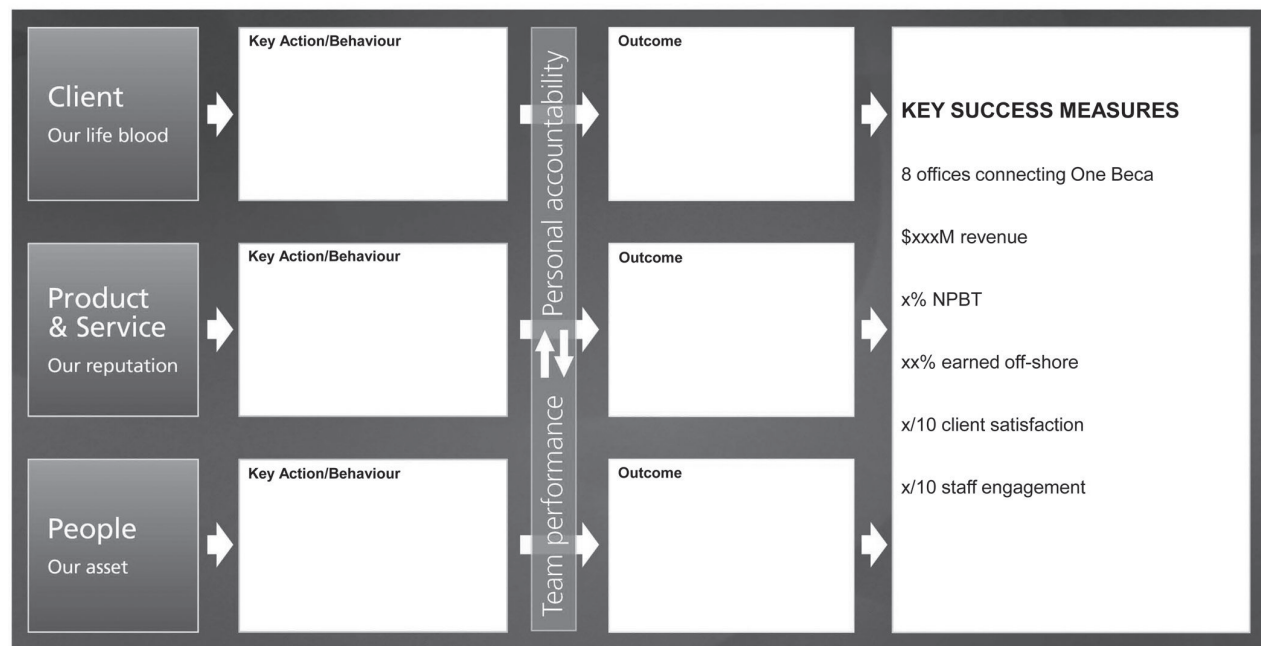 Client
Our life blood
Key Action/Behaviour
Outcome
Product
& Service
Our reputation
Key Action/Behaviour
Outcome
People
Our asset
Key Action/Behaviour
Outcome
Team performance
Personal accountability
KEY SUCCESS MEASURES
8 offices connecting One Beca
$xxxM revenue
x% NPBT
xx% earned off-shore
x/10 client satisfaction
x/10 staff engagement